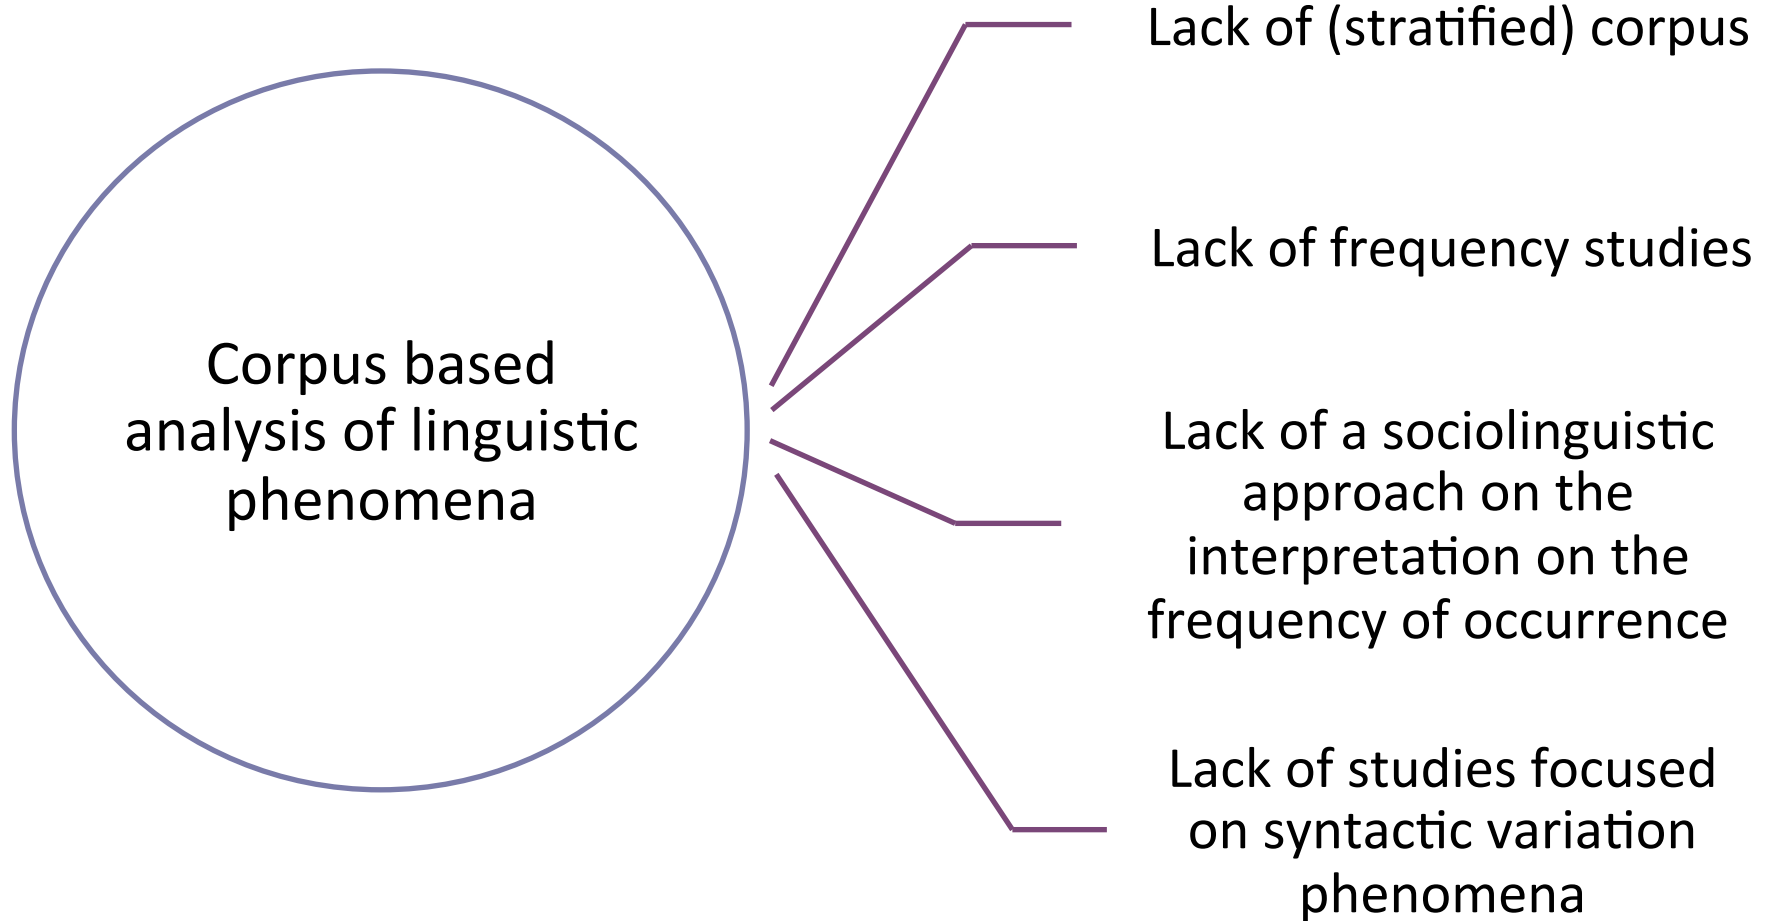 Corpus based
analysis of linguistic
phenomena
Lack of (stratified) corpus
Lack of frequency studies
Lack of a sociolinguistic
approach on the
interpretation on the
frequency of occurrence
Lack of studies focused
on syntactic variation
phenomena